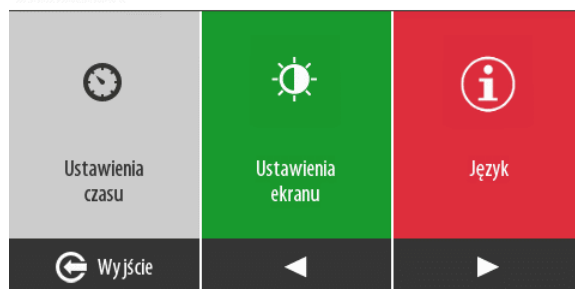 Ustawienia
czasu
Ustawienia
ekranu
Język
Wyjście